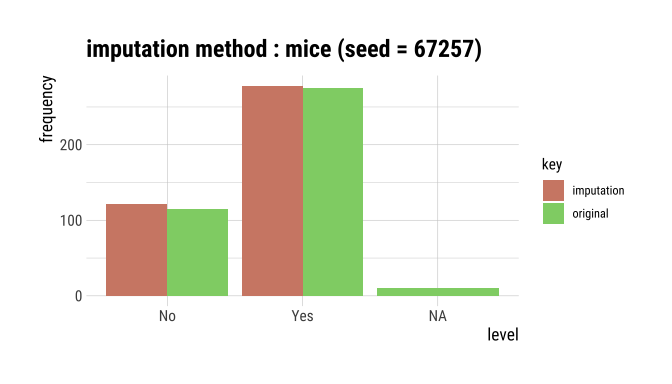 imputation method : mice (seed = 67257)
frequency
200
100
0
No
Yes
NA
level
key
imputation
original